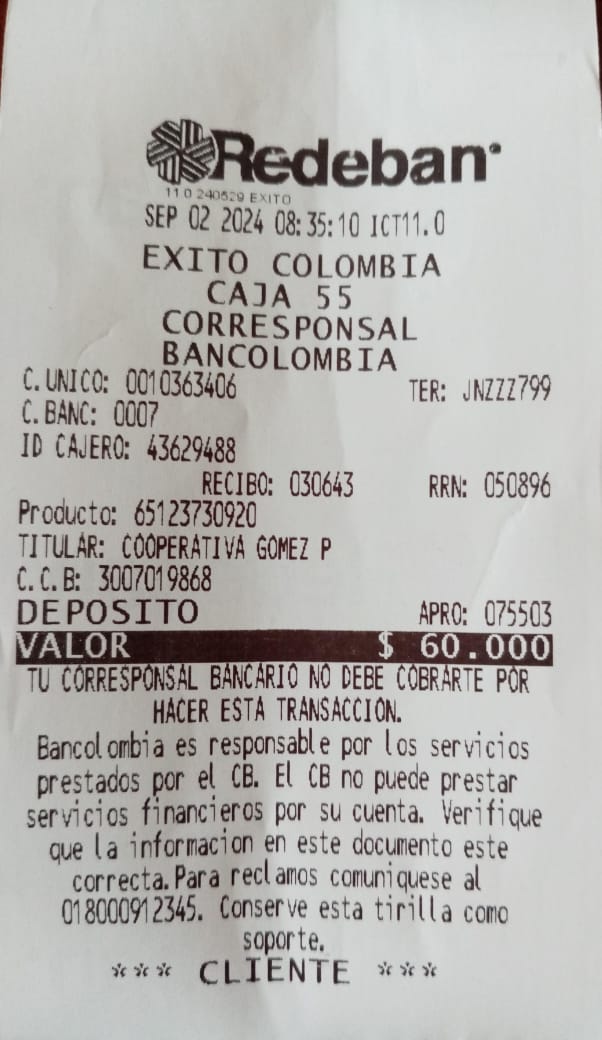 Redeban
11.0 240529 EXITO
SEP 02 2024 08:35:10 ICT11.0
EXITO COLOMBIA
CAJA 55
CORRESPONSAL
BANCOLOMBIA
C.UNICO: 0010363406 TER: JNZZZ799
C.BANC: 0007
ID CAJERO: 43629488
RECIBO: 030643 RRN: 050896
Producto: 65123730920
TITULAR: COOPERATIVA GOMEZ P
C.C.B: 3007019868
DEPOSITO APRO: 075503
VALOR $ 60.000
TU CORRESPONSAL BANCARIO NO DEBE COBRARTE POR
HACER ESTA TRANSACCION.
Bancolombia es responsable por los servicios
prestados por el CB. El CB no puede prestar
servicios financieros por su cuenta. Verifique
que la informacion en este documento este
correcta.Para reclamos comuniquese al
018000912345. Conserve esta tirilla como
soporte.
*** CLIENTE ***